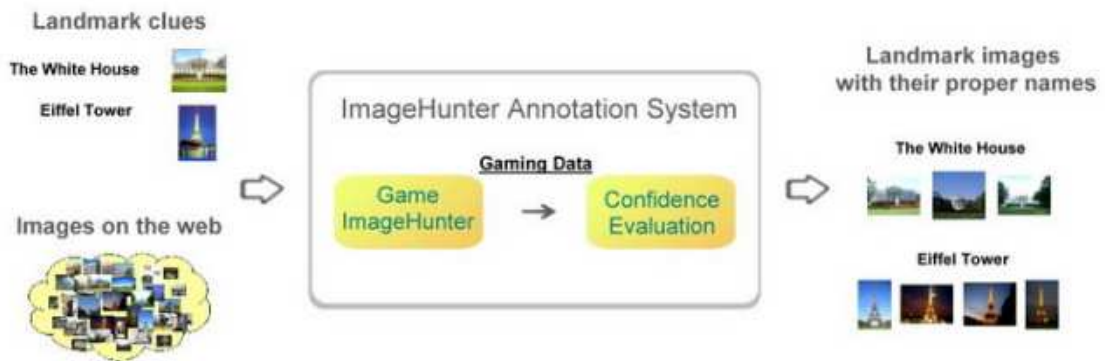 Landmark clues
The White House
Eiffel Tower
Images on the web
ImageHunter Annotation System
Gaming Data
Game
ImageHunter
Confidence
Evaluation
Landmark images
with their proper names
The White House
Eiffel Tower